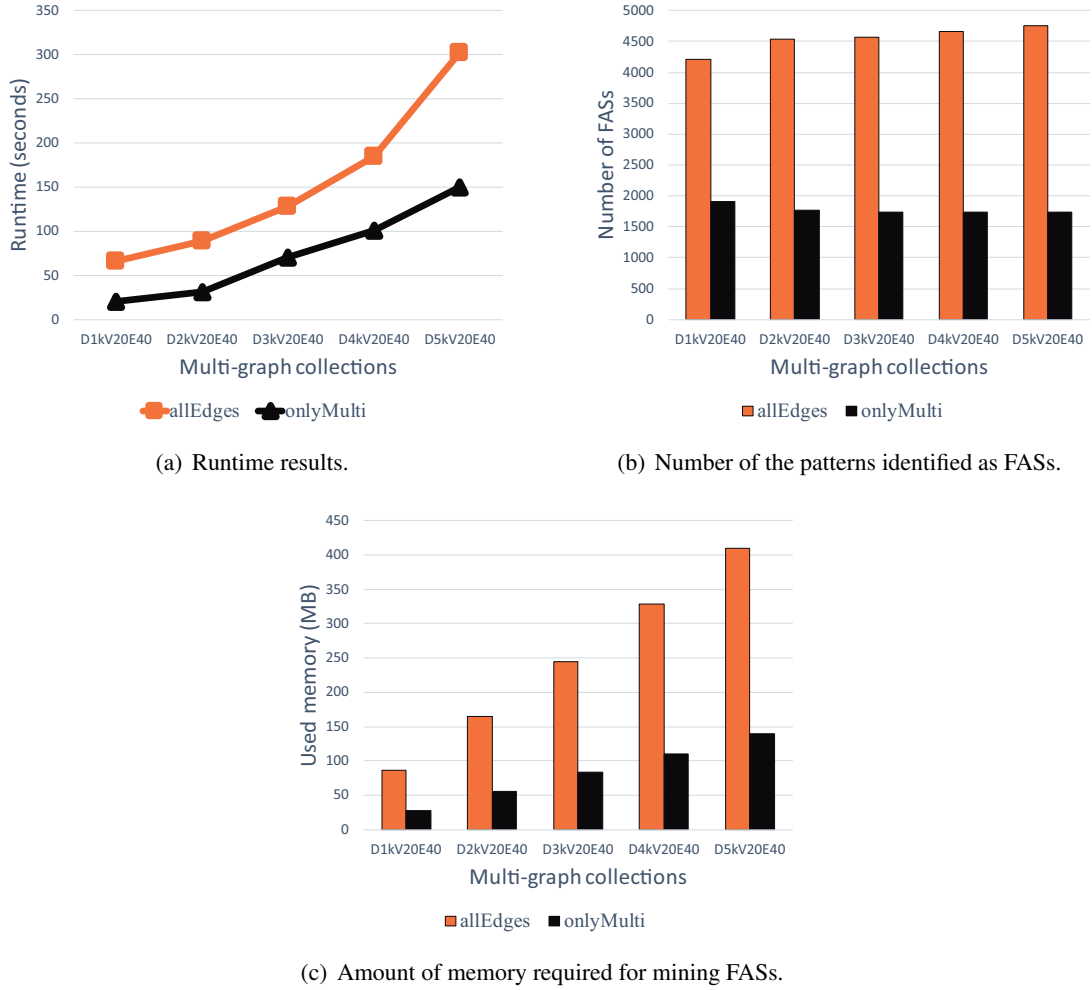 350
300
250
200
150
100
50
0
Runtime (seconds)
D1kV20E40 D2kV20E40 D3kV20E40 D4kV20E40 D5kV20E40
Multi-graph collections
allEdges onlyMulti
(a) Runtime results.
5000
4500
4000
3500
3000
2500
2000
1500
1000
500
0
Number of FASs
D1kV20E40 D2kV20E40 D3kV20E40 D4kV20E40 D5kV20E40
Multi-graph collections
allEdges onlyMulti
(b) Number of the patterns identified as FASs.
450
400
350
300
250
200
150
100
50
0
Used memory (MB)
D1kV20E40 D2kV20E40 D3kV20E40 D4kV20E40 D5kV20E40
Multi-graph collections
allEdges onlyMulti
(c) Amount of memory required for mining FASs.